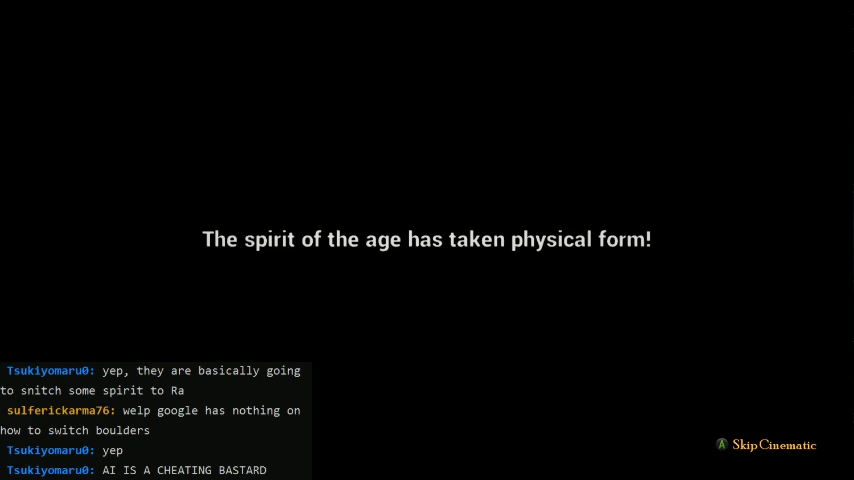 The spirit of the age has taken physical form!
Tsukiyomaru0: yep, they are basically going
to snitch some spirit to Ra
sulferickarma76: welp google has nothing on
how to switch boulders
Tsukiyomaru0: yep
Tsukiyomaru0: AI IS A CHEATING BASTARD
A Skip Cinematic